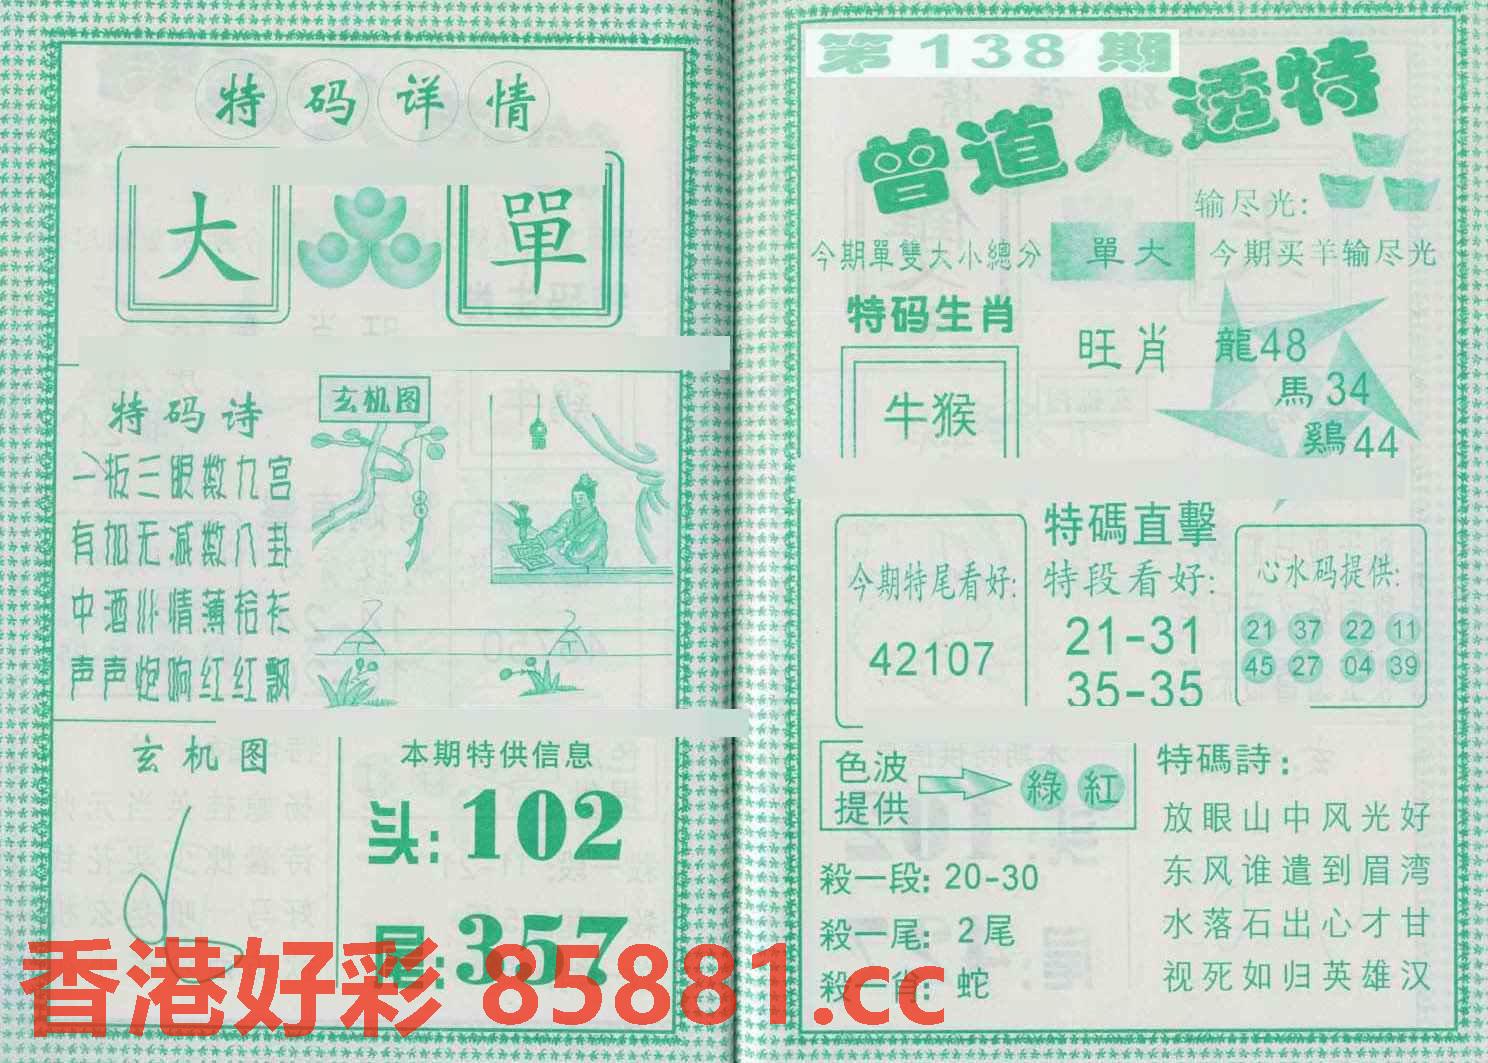 特码详情
大 單
特码诗
一板三眼数九宫
有加无减数八卦
中酒 情薄拾衫
声声炮响红红飘
玄机图
玄机图
本期特供信息
头:102
尾:357
第138期
曾道人透特
输尽光:
今期單雙大小總分 單大 今期买羊输尽光
特码生肖
牛猴
旺肖
龍48
馬34
鷄44
今期特尾看好:
42107
特碼直擊
特段看好:
21-31
35-35
心水码提供:
21 37 22 11
45 27 04 39
色波
提供
綠 紅
殺一段: 20-30
殺一尾: 2尾
殺一肖: 蛇
特碼詩:
放眼山中风光好
东风谁遣到眉湾
水落石出心才甘
视死如归英雄汉
香港好彩 85881.cc